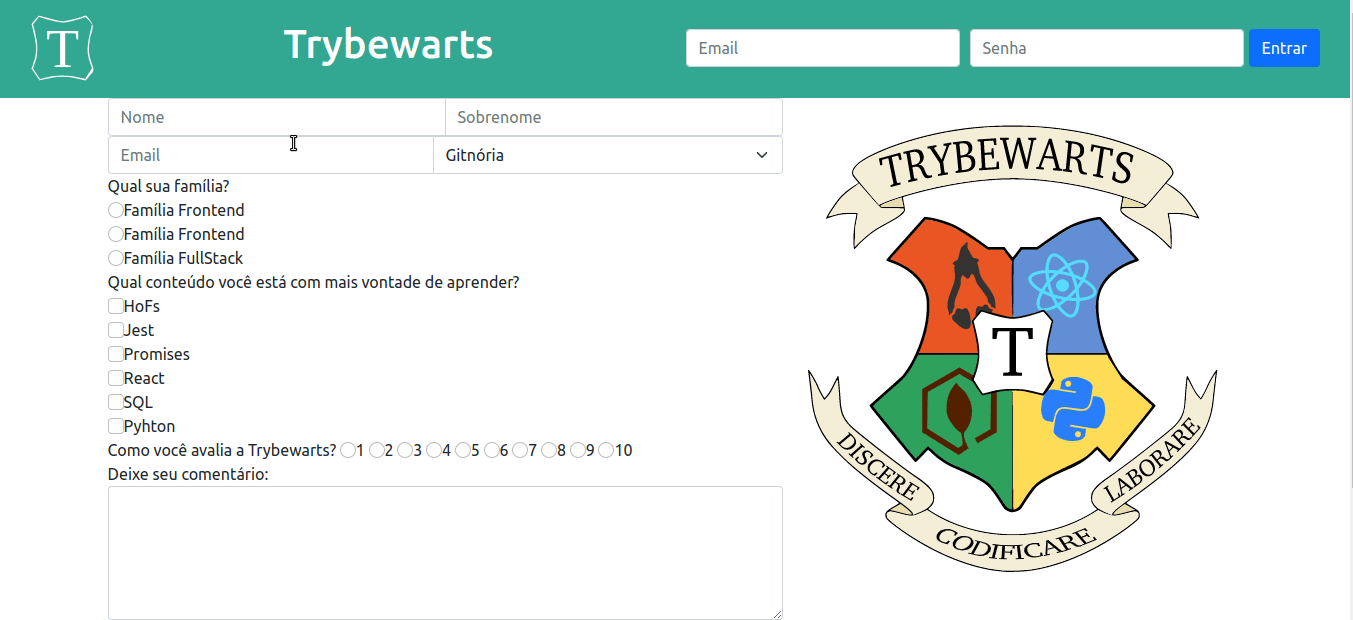 T
Trybewarts
Email
Senha
Entrar
Nome
Sobrenome
Email
Gitnória
Qual sua família?
Família Frontend
Família Frontend
Família FullStack
Qual conteúdo você está com mais vontade de aprender?
HoFs
Jest
Promises
React
SQL
Pyhton
Como você avalia a Trybewarts? 1 2 3 4 5 6 7 8 9 10
Deixe seu comentário:
TRYBEWARTS
T
DISCERE
CODIFICARE
LABORARE